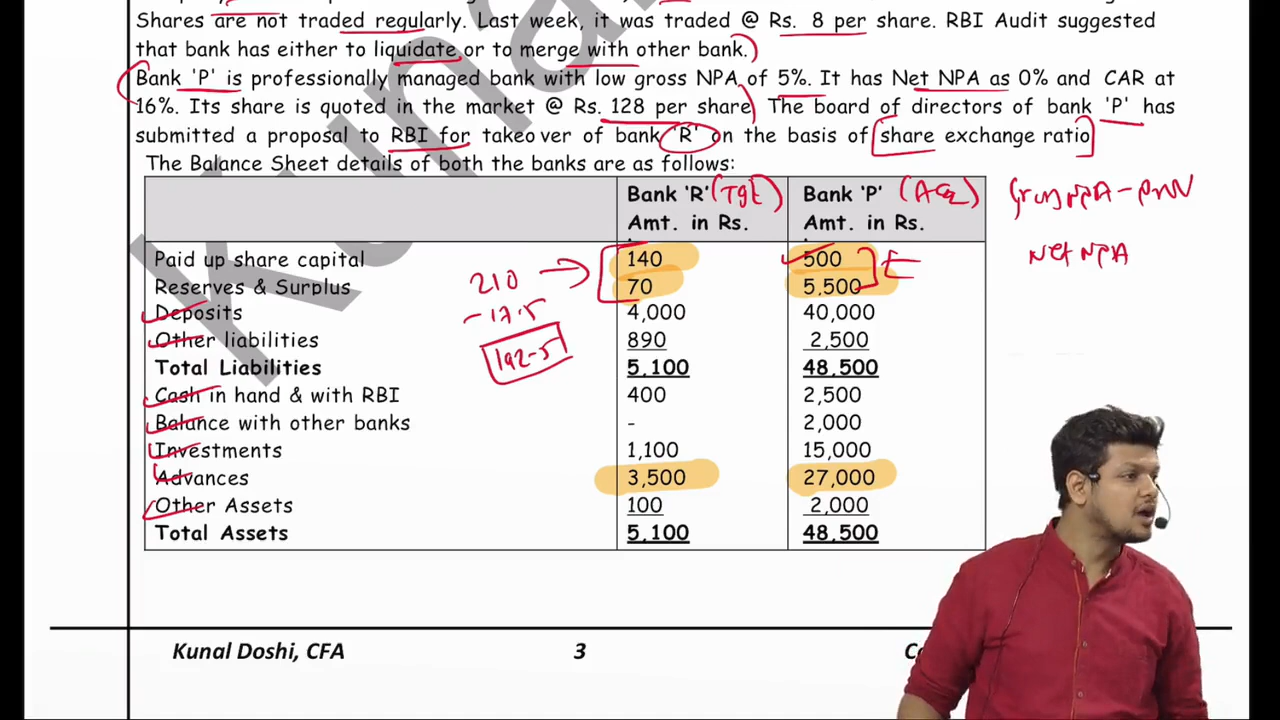 Shares are not traded regularly. Last week, it was traded @ Rs. 8 per share. RBI Audit suggested
that bank has either to liquidate or to merge with other bank.
Bank 'P' is professionally managed bank with low gross NPA of 5%. It has Net NPA as 0% and CAR at
16%. Its share is quoted in the market @ Rs. 128 per share. The board of directors of bank 'P' has
submitted a proposal to RBI for takeover of bank 'R' on the basis of share exchange ratio
The Balance Sheet details of both the banks are as follows:
Bank 'R' (Tgt) Bank 'P' (Acq)
Amt. in Rs. Amt. in Rs.
Gross NPA - Prov
Net NPA
Paid up share capital 140 500
Reserves & Surplus 70 5,500
Deposits 4,000 40,000
Other liabilities 890 2,500
Total Liabilities 5,100 48,500
Cash in hand & with RBI 400 2,500
Balance with other banks - 2,000
Investments 1,100 15,000
Advances 3,500 27,000
Other Assets 100 2,000
Total Assets 5,100 48,500
210
- 17.5
192.5
Kunal Doshi, CFA 3
Kuna